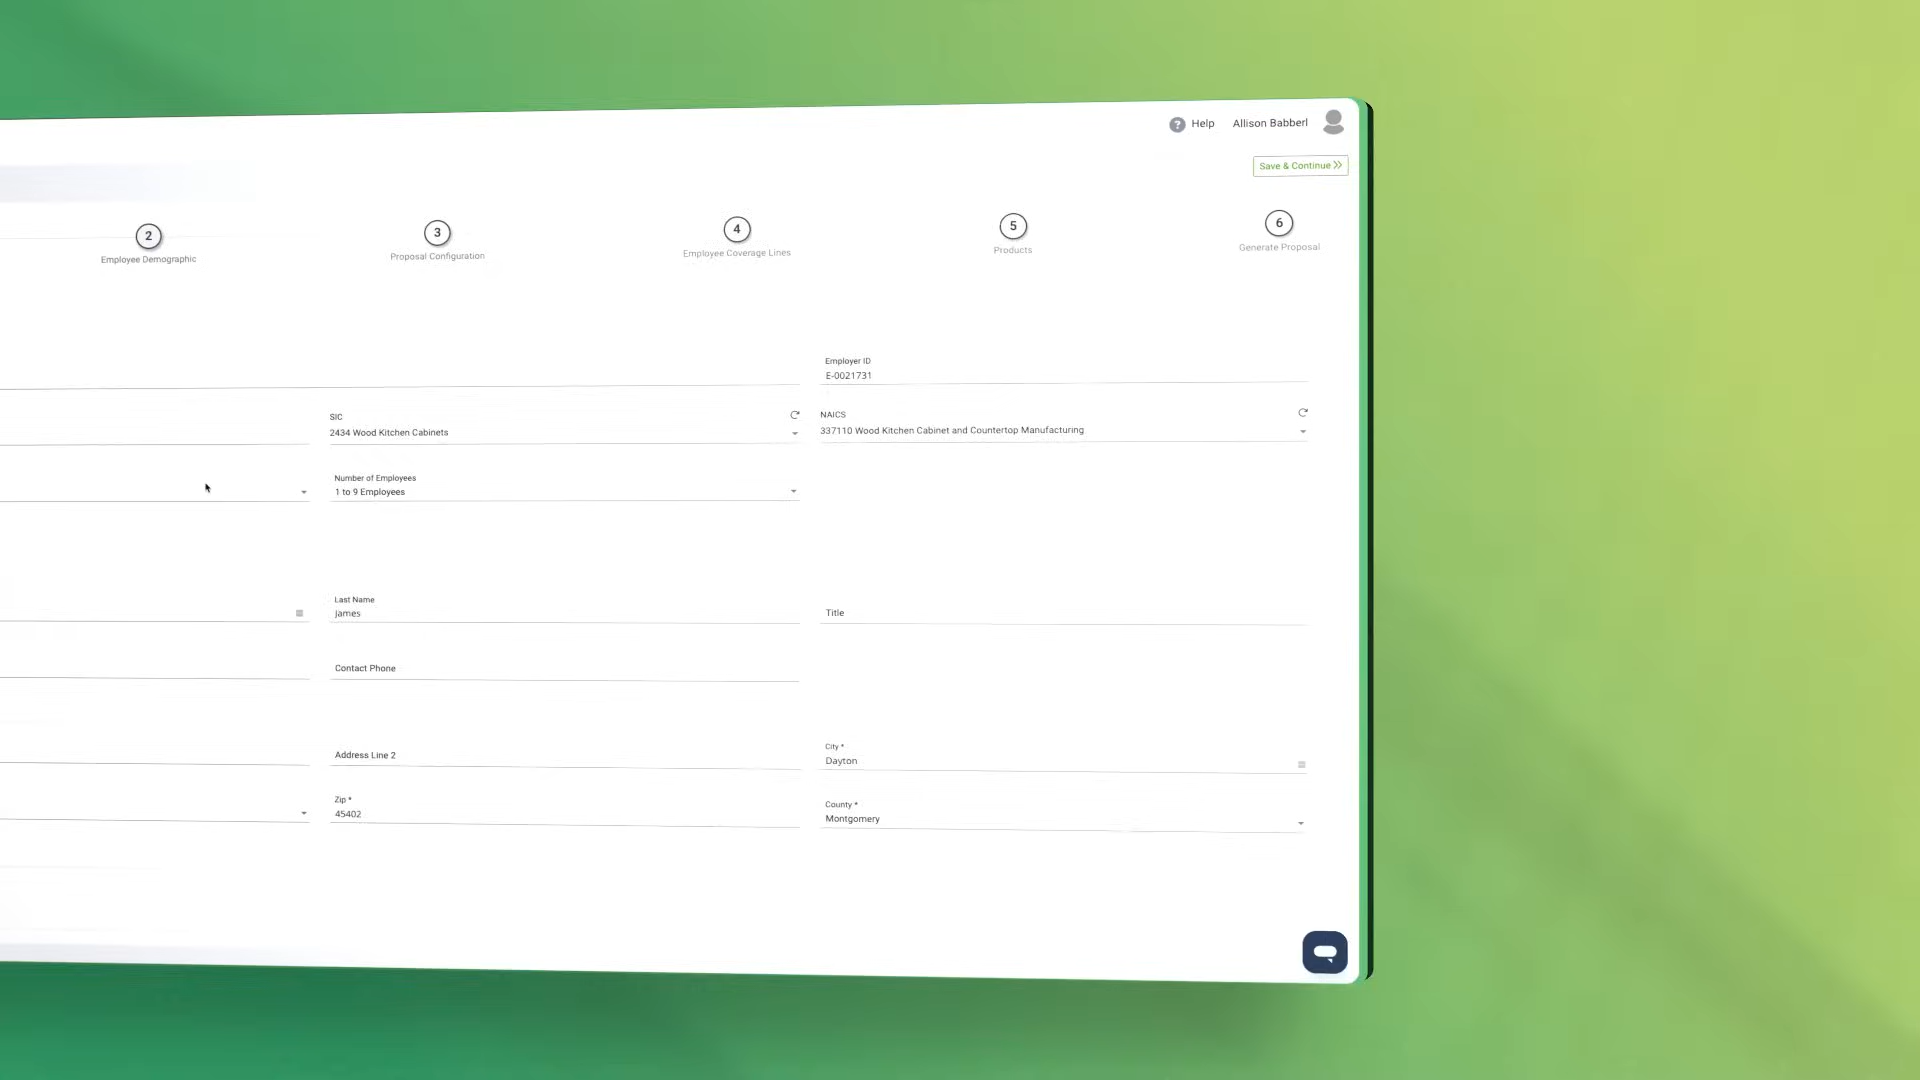 ? Help Allison Babberl
Save & Continue >>
2 3 4 5 6
Employee Demographic Proposal Configuration Employee Coverage Lines Products Generate Proposal
Employer ID
E-0021731
SIC NAICS
2434 Wood Kitchen Cabinets 337110 Wood Kitchen Cabinet and Countertop Manufacturing
Number of Employees
1 to 9 Employees
Last Name
James Title
Contact Phone
City *
Address Line 2 Dayton
Zip * County *
45402 Montgomery